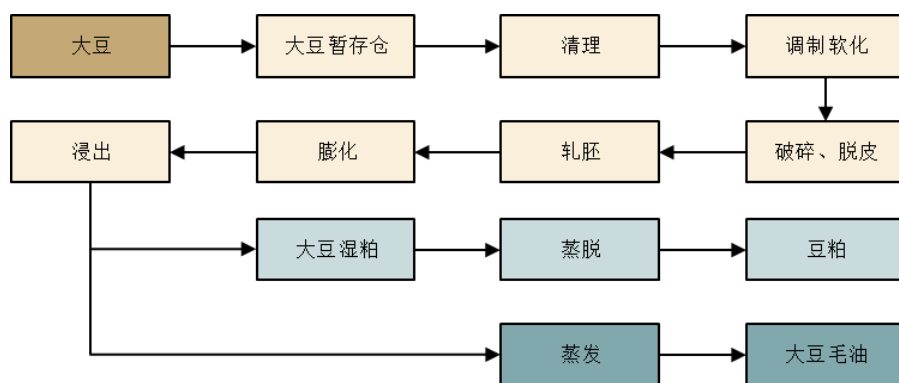 大豆
大豆暂存仓
清理
调制软化
破碎、脱皮
轧胚
膨化
浸出
大豆湿粕
蒸脱
豆粕
蒸发
大豆毛油